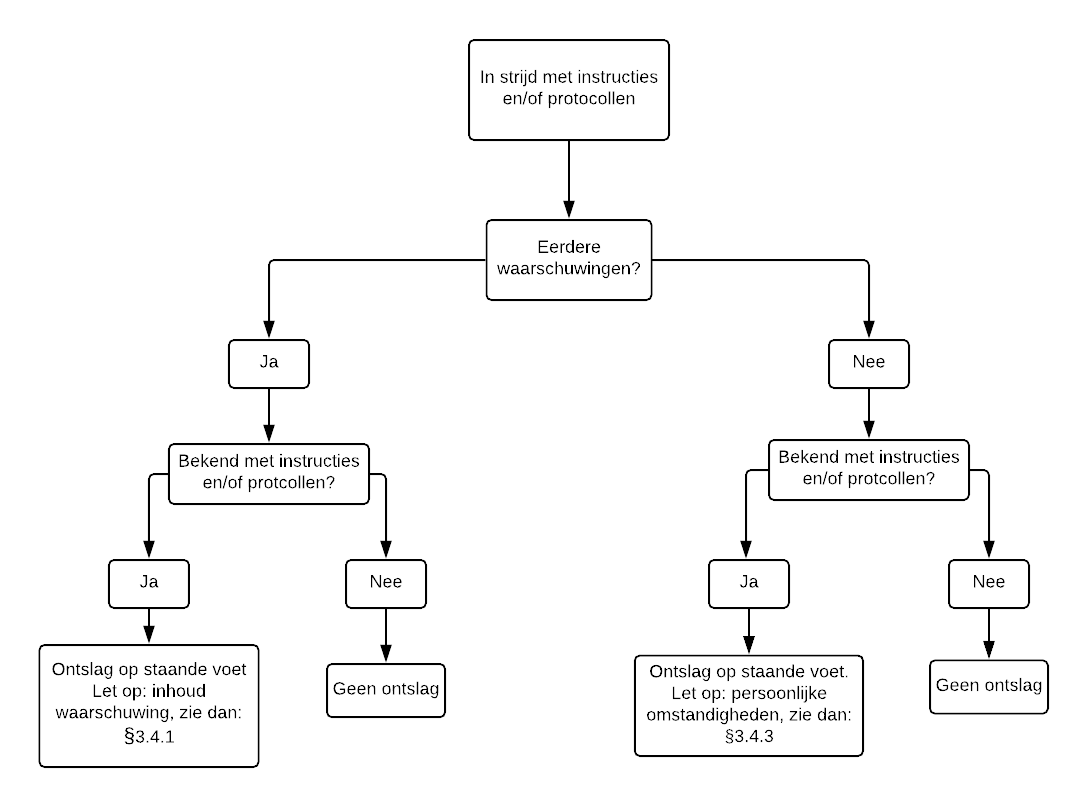 In strijd met instructies
en/of protocollen
Eerdere
waarschuwingen?
Ja
Nee
Bekend met instructies
en/of protcollen?
Bekend met instructies
en/of protcollen?
Ja
Nee
Ja
Nee
Ontslag op staande voet
Let op: inhoud
waarschuwing, zie dan:
§3.4.1
Geen ontslag
Ontslag op staande voet.
Let op: persoonlijke
omstandigheden, zie dan:
§3.4.3
Geen ontslag